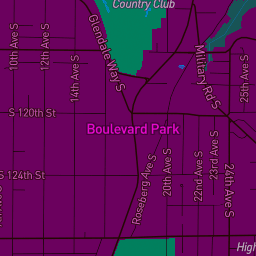 Country Club
Glendale Way S
Military Rd S
10th Ave S
12th Ave S
14th Ave S
25th Ave S
S 120th St
Boulevard Park
S 124th St
Roseberg Ave S
20th Ave S
22nd Ave S
23rd Ave S
24th Ave S
High